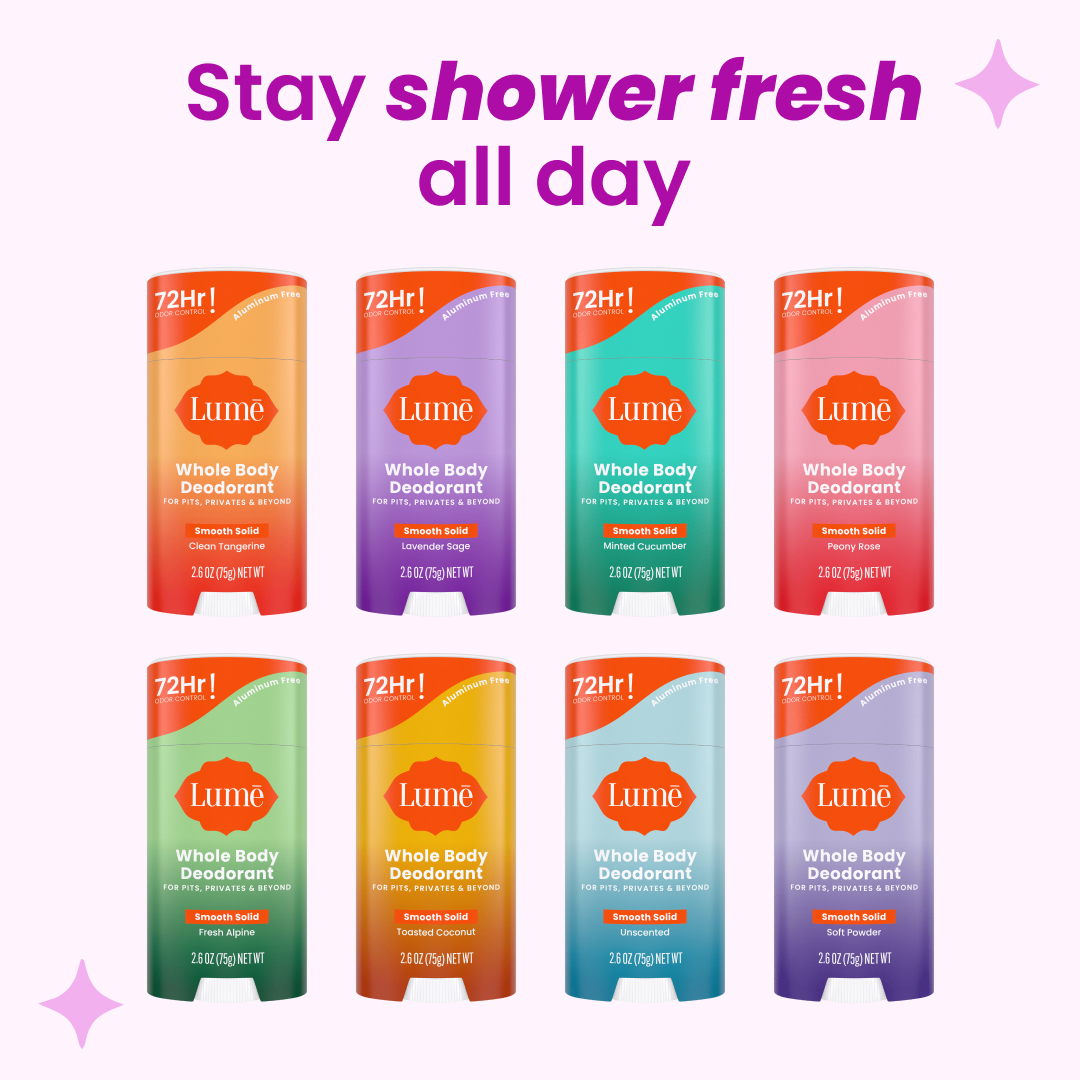 Stay shower fresh
all day
72Hr!
ODOR CONTROL
Aluminum Free
Lumē
Whole Body
Deodorant
FOR PITS, PRIVATES & BEYOND
Smooth Solid
Clean Tangerine
2.6 OZ (75g) NET WT
72Hr!
ODOR CONTROL
Aluminum Free
Lumē
Whole Body
Deodorant
FOR PITS, PRIVATES & BEYOND
Smooth Solid
Lavender Sage
2.6 OZ (75g) NET WT
72Hr!
ODOR CONTROL
Aluminum Free
Lumē
Whole Body
Deodorant
FOR PITS, PRIVATES & BEYOND
Smooth Solid
Minted Cucumber
2.6 OZ (75g) NET WT
72Hr!
ODOR CONTROL
Aluminum Free
Lumē
Whole Body
Deodorant
FOR PITS, PRIVATES & BEYOND
Smooth Solid
Peony Rose
2.6 OZ (75g) NET WT
72Hr!
ODOR CONTROL
Aluminum Free
Lumē
Whole Body
Deodorant
FOR PITS, PRIVATES & BEYOND
Smooth Solid
Fresh Alpine
2.6 OZ (75g) NET WT
72Hr!
ODOR CONTROL
Aluminum Free
Lumē
Whole Body
Deodorant
FOR PITS, PRIVATES & BEYOND
Smooth Solid
Toasted Coconut
2.6 OZ (75g) NET WT
72Hr!
ODOR CONTROL
Aluminum Free
Lumē
Whole Body
Deodorant
FOR PITS, PRIVATES & BEYOND
Smooth Solid
Unscented
2.6 OZ (75g) NET WT
72Hr!
ODOR CONTROL
Aluminum Free
Lumē
Whole Body
Deodorant
FOR PITS, PRIVATES & BEYOND
Smooth Solid
Soft Powder
2.6 OZ (75g) NET WT